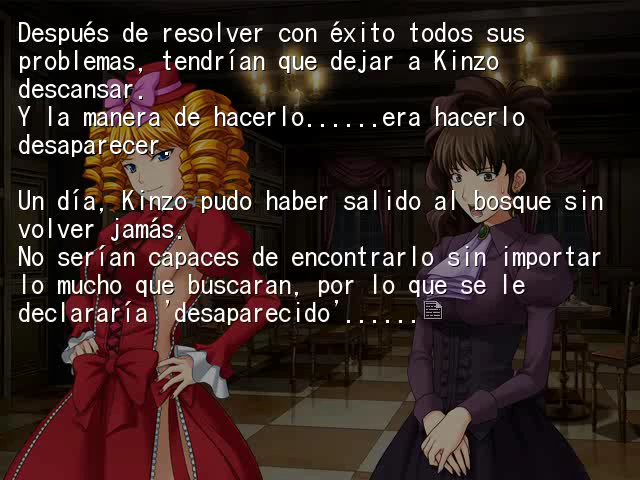 Después de resolver con éxito todos sus
problemas, tendrían que dejar a Kinzo
descansar.
Y la manera de hacerlo......era hacerlo
desaparecer.
Un día, Kinzo pudo haber salido al bosque sin
volver jamás.
No serían capaces de encontrarlo sin importar
lo mucho que buscaran, por lo que se le
declararía 'desaparecido'......